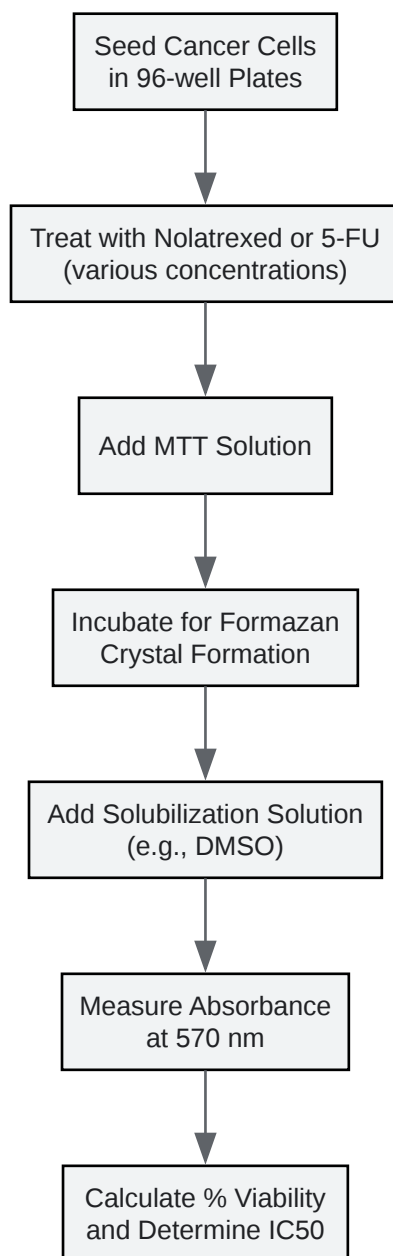 Seed Cancer Cells
in 96-well Plates
Treat with Nolatrexed or 5-FU
(various concentrations)
Add MTT Solution
Incubate for Formazan
Crystal Formation
Add Solubilization Solution
(e.g., DMSO)
Measure Absorbance
at 570 nm
Calculate % Viability
and Determine IC50